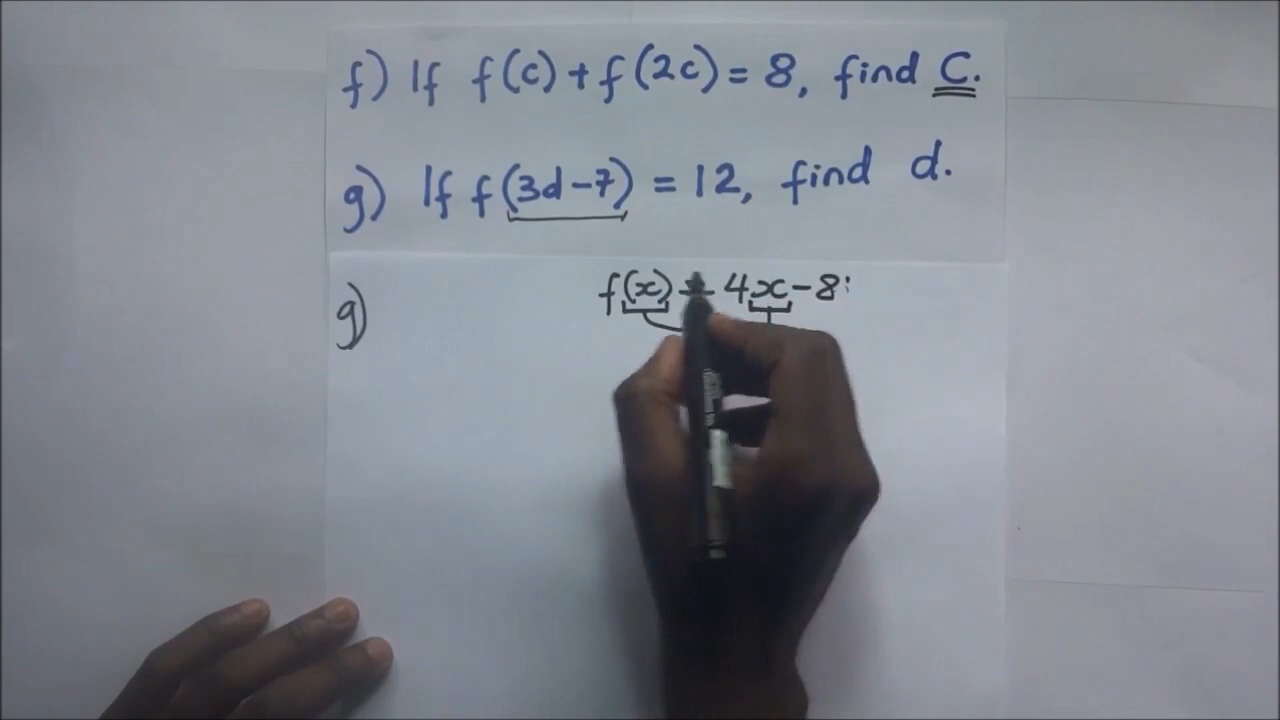 f) If f(c) + f(2c) = 8, find C.
g) If f(3d-7) = 12, find d.
g) f(x) = 4x-8: